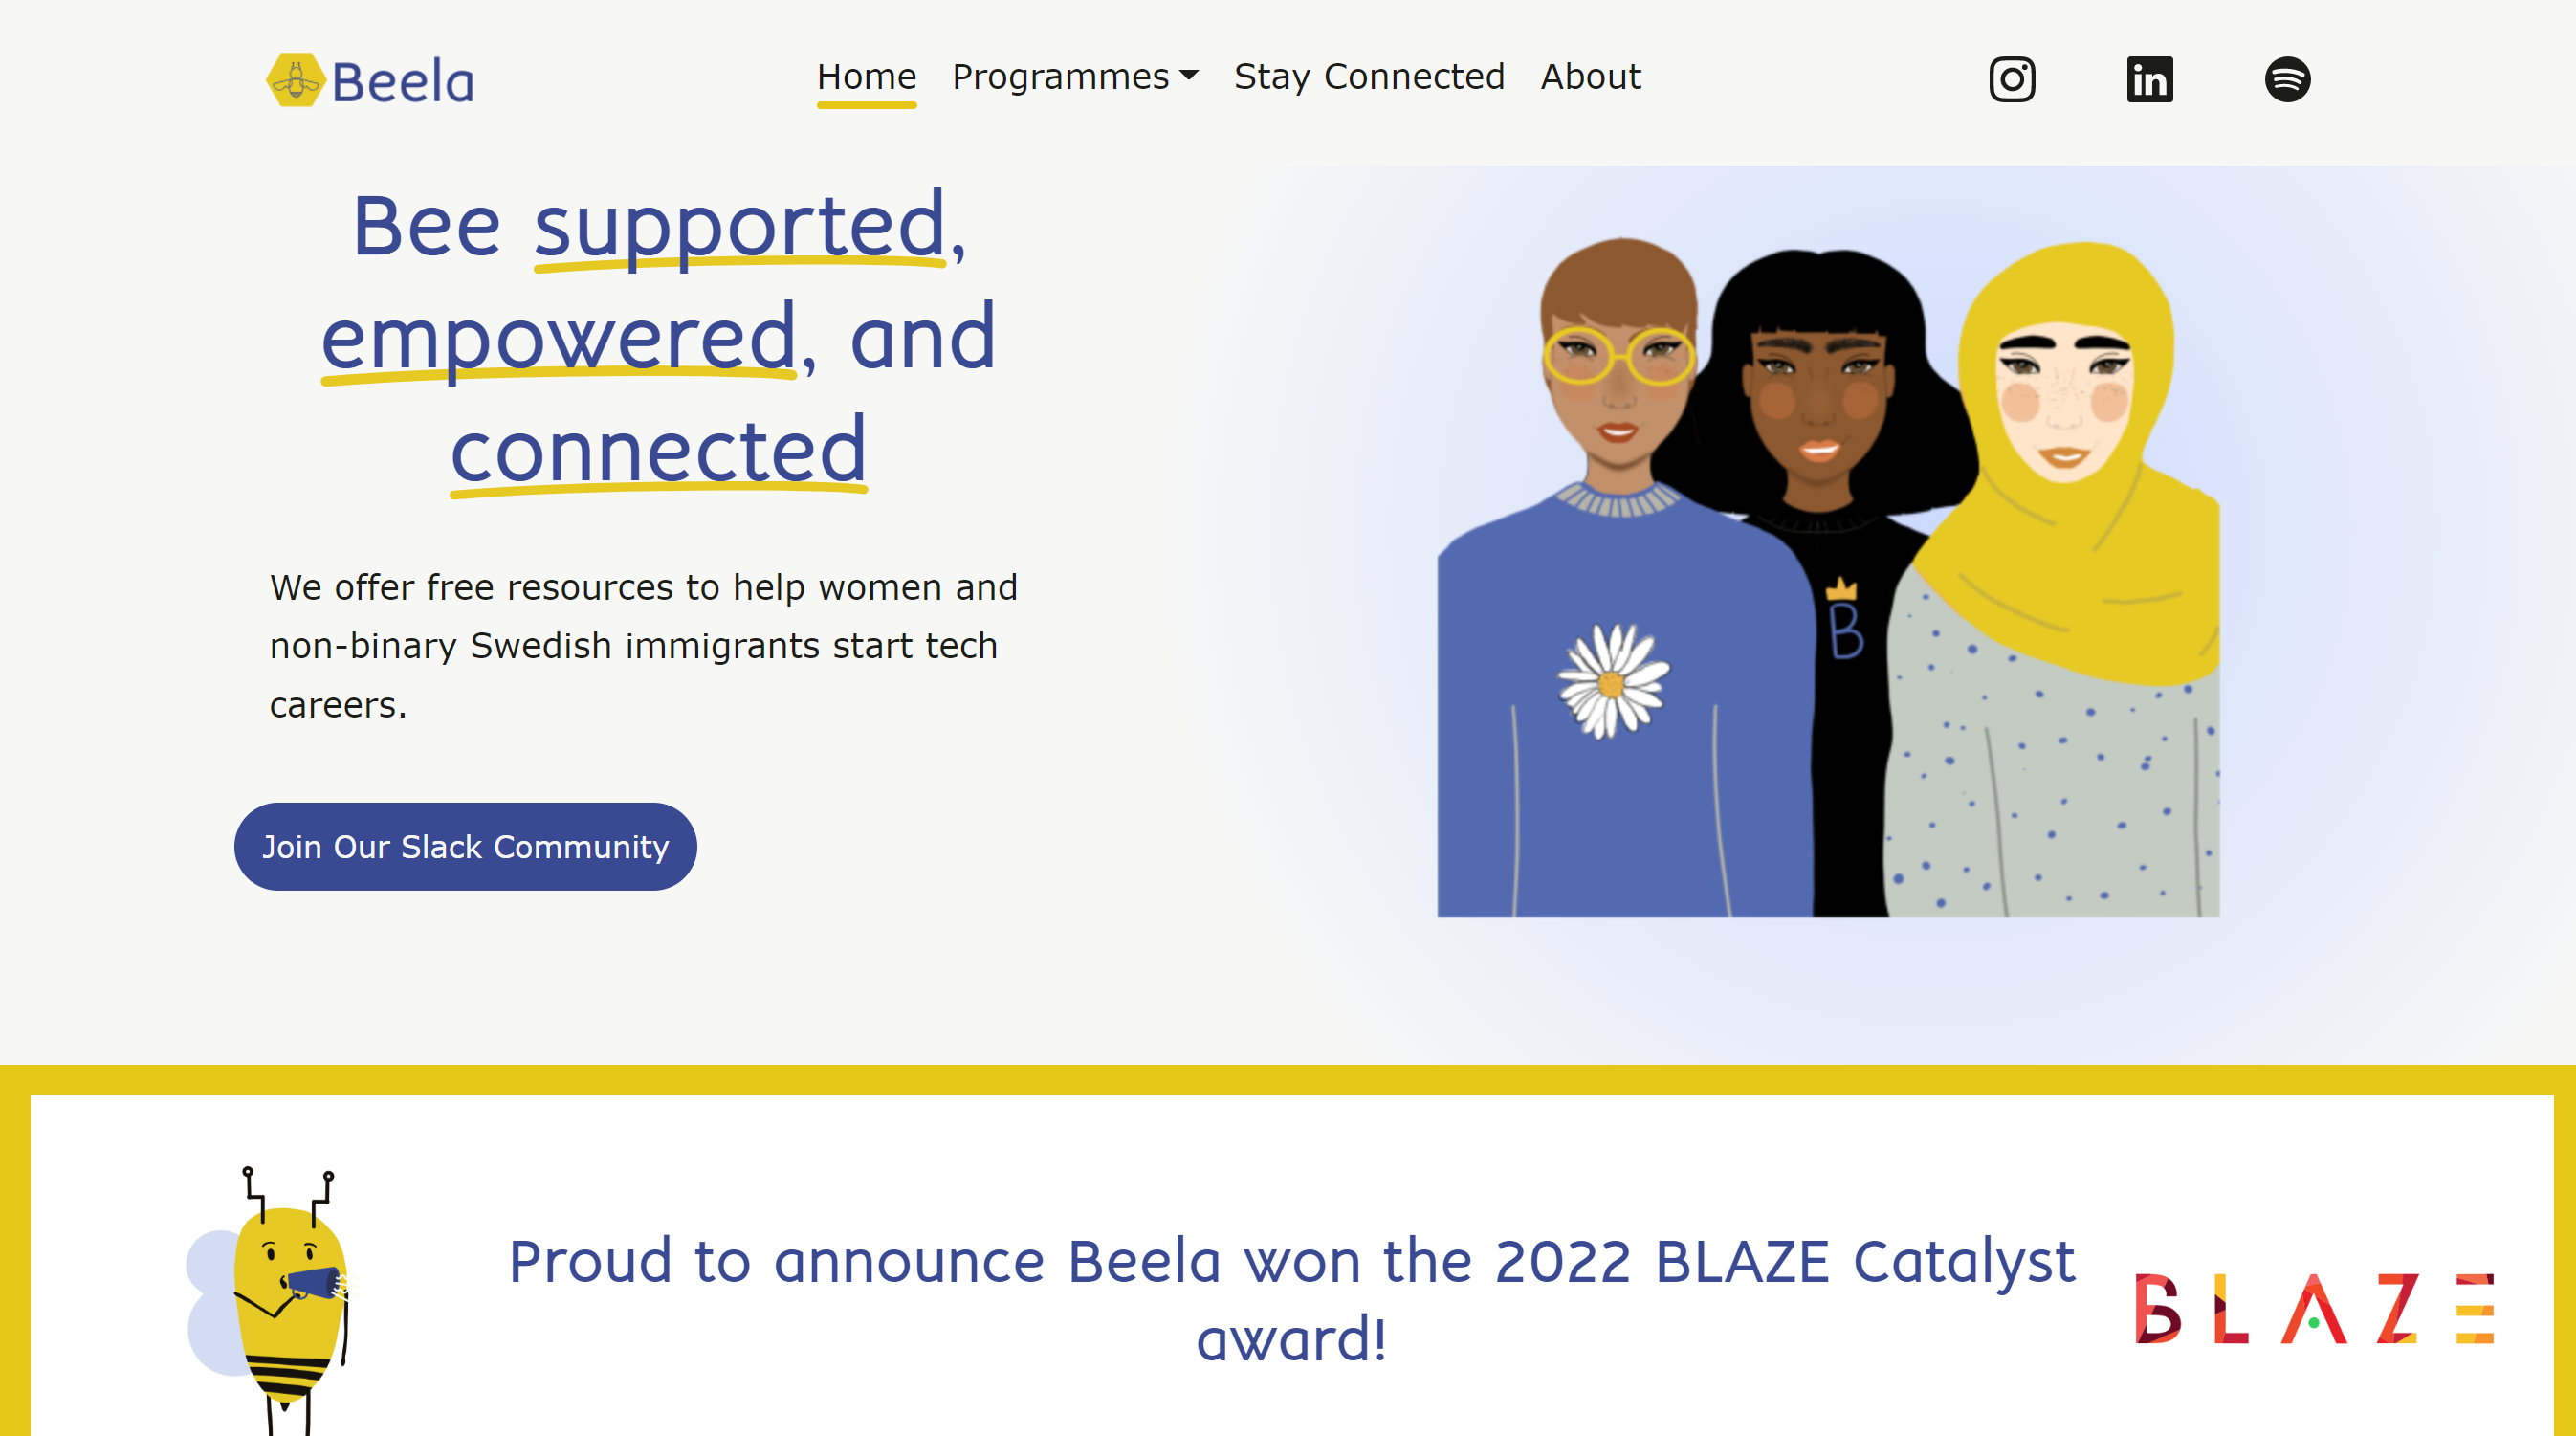 Beela
Home Programmes Stay Connected About
Bee supported,
empowered, and
connected
We offer free resources to help women and
non-binary Swedish immigrants start tech
careers.
Join Our Slack Community
B
Proud to announce Beela won the 2022 BLAZE Catalyst
award!
BLAZE